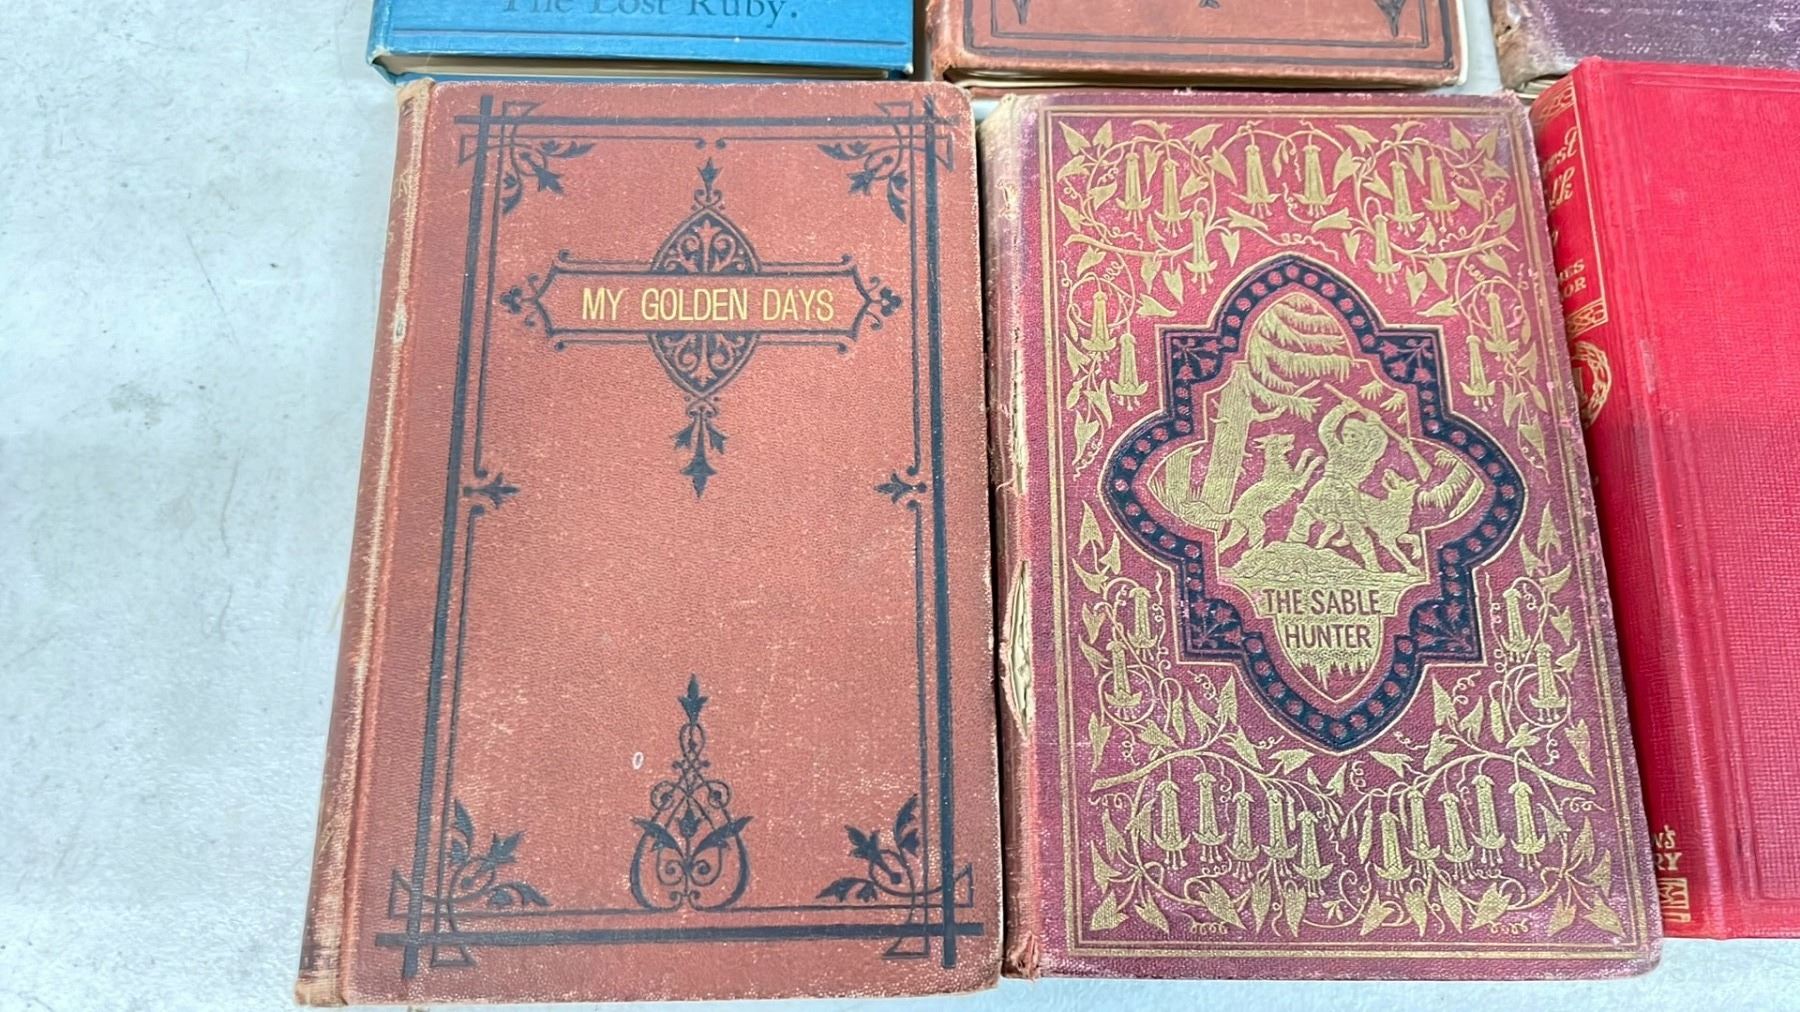 The Lost Ruby.
MY GOLDEN DAYS
THE SABLE
HUNTER